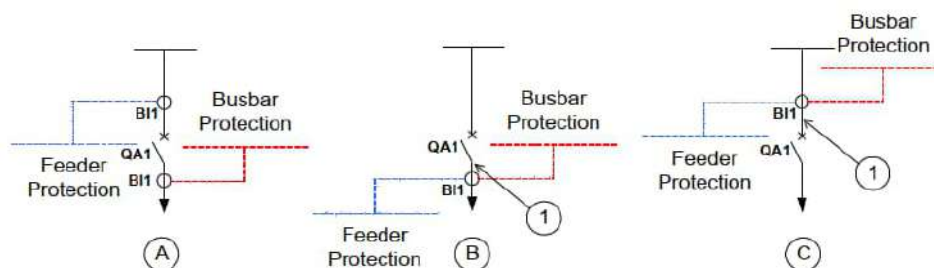 BI1
Feeder
Protection
QA1
BI1
Busbar
Protection
A
QA1
BI1
Busbar
Protection
Feeder
Protection
1
B
Busbar
Protection
BI1
Feeder
Protection
QA1
1
C